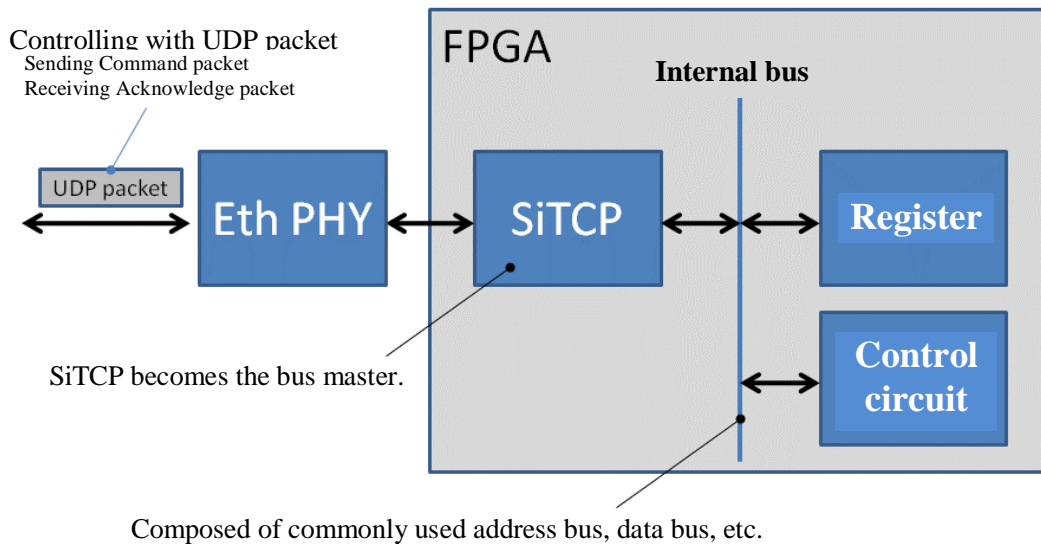 Controlling with UDP packet
Sending Command packet
Receiving Acknowledge packet
FPGA
Internal bus
UDP packet
Eth PHY
SiTCP
Register
SiTCP becomes the bus master.
Control
circuit
Composed of commonly used address bus, data bus, etc.